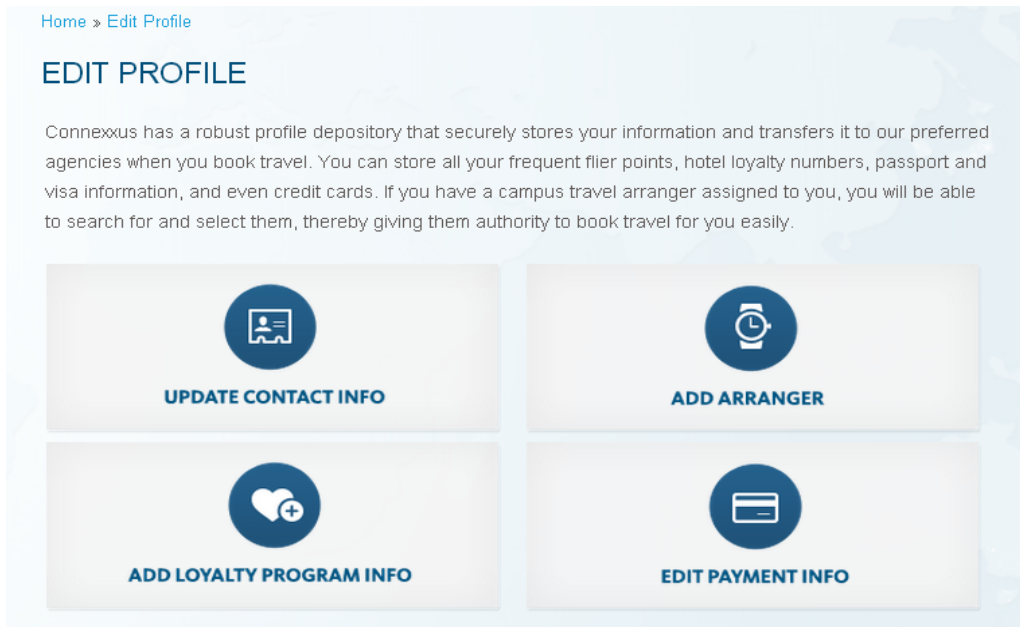 Home » Edit Profile
EDIT PROFILE
Connexxus has a robust profile depository that securely stores your information and transfers it to our preferred
agencies when you book travel. You can store all your frequent flier points, hotel loyalty numbers, passport and
visa information, and even credit cards. If you have a campus travel arranger assigned to you, you will be able
to search for and select them, thereby giving them authority to book travel for you easily.
UPDATE CONTACT INFO
ADD ARRANGER
ADD LOYALTY PROGRAM INFO
EDIT PAYMENT INFO